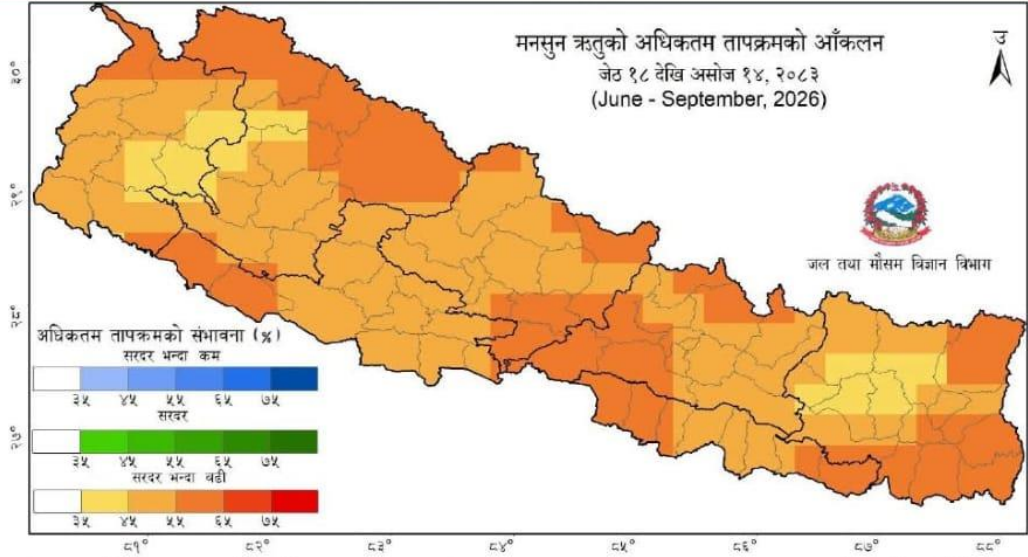 मनसुन ऋतुको अधिकतम तापक्रमको आँकलन
जेठ १८ देखि असोज १४, २०८३
(June - September, 2026)
उ
जल तथा मौसम विज्ञान विभाग
३०°
२९°
२८°
२७°
अधिकतम तापक्रमको संभावना (%)
सरदर भन्दा कम
३५ ४५ ५५ ६५ ७५
सरदर
३५ ४५ ५५ ६५ ७५
सरदर भन्दा बढी
३५ ४५ ५५ ६५ ७५
८१° ८२° ८३° ८४° ८५° ८६° ८७° ८८°